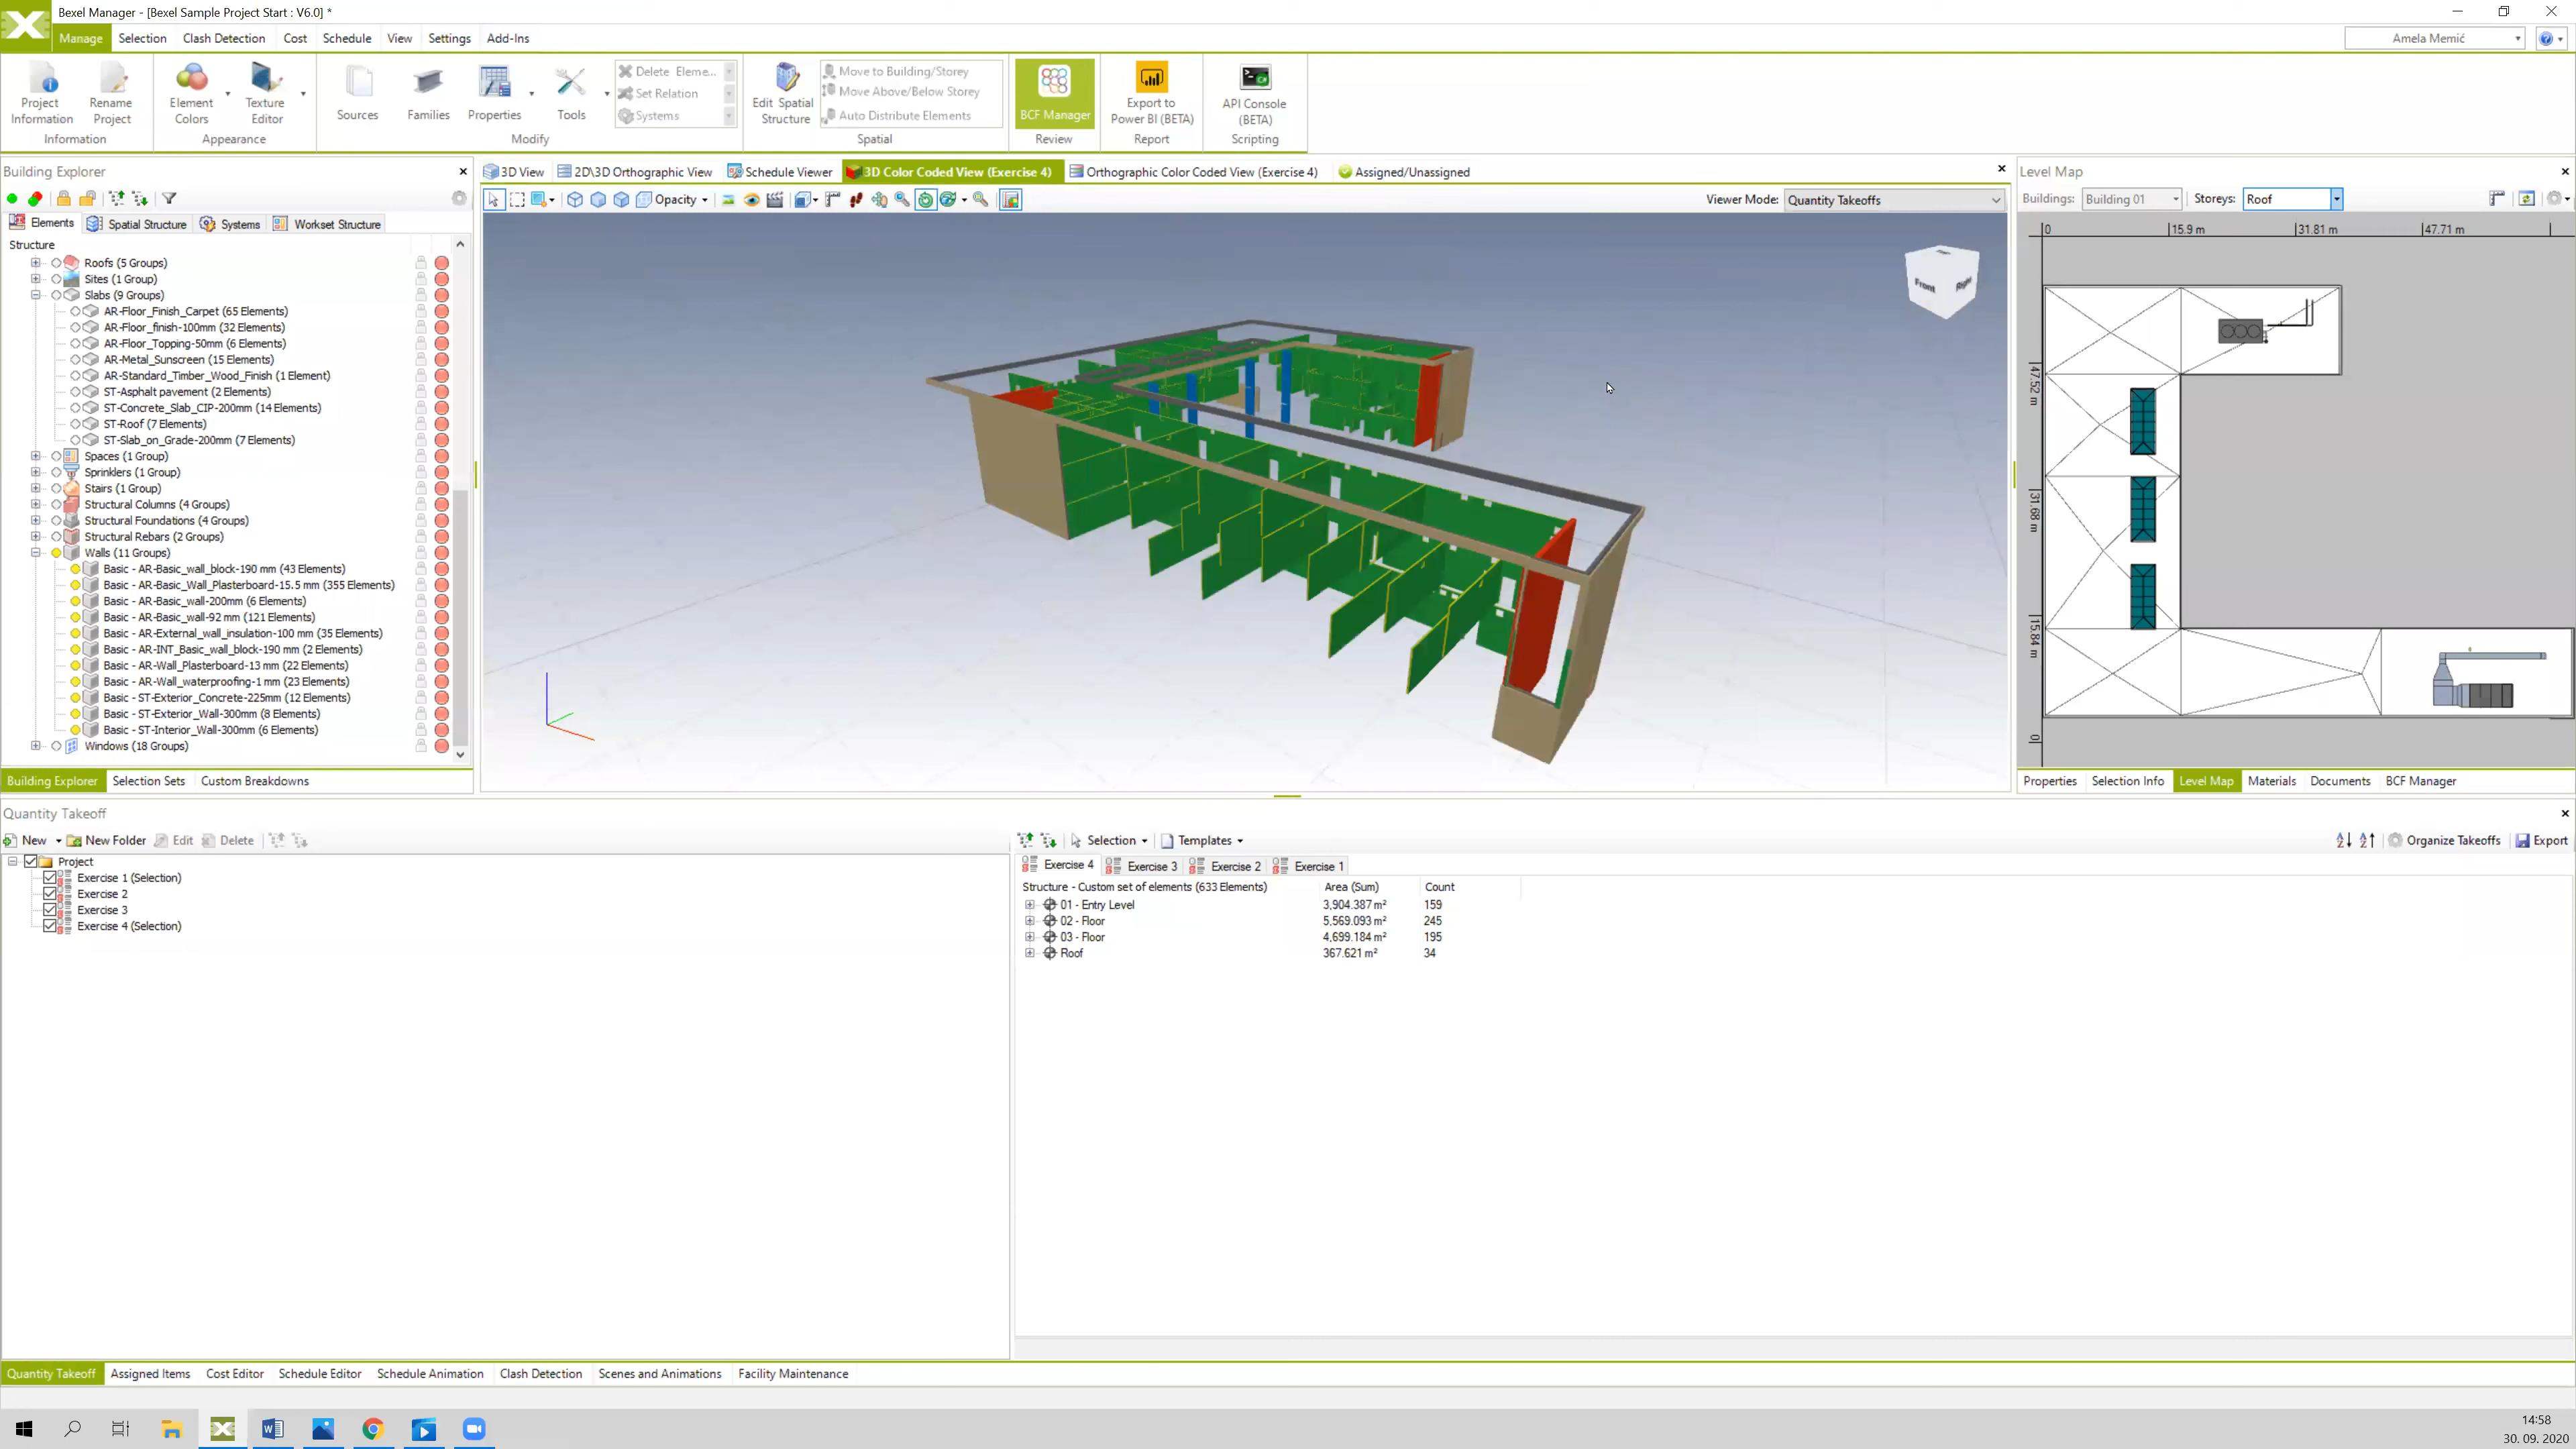 Bexel Manager - [Bexel Sample Project Start : V6.0] *
Manage Selection Clash Detection Cost Schedule View Settings Add-Ins
Amela Memić
Project Information
Rename Project
Information
Element Colors
Texture Editor
Appearance
Sources
Families
Properties
Tools
Delete Eleme...
Set Relation
Systems
Modify
Edit Spatial Structure
Move to Building/Storey
Move Above/Below Storey
Auto Distribute Elements
Spatial
BCF Manager
Review
Export to Power BI (BETA)
Report
API Console (BETA)
Scripting
Building Explorer
Elements Spatial Structure Systems Workset Structure
Structure
Roofs (5 Groups)
Sites (1 Group)
Slabs (9 Groups)
AR-Floor_Finish_Carpet (65 Elements)
AR-Floor_finish-100mm (32 Elements)
AR-Floor_Topping-50mm (6 Elements)
AR-Metal_Sunscreen (15 Elements)
AR-Standard_Timber_Wood_Finish (1 Element)
ST-Asphalt pavement (2 Elements)
ST-Concrete_Slab_CIP-200mm (14 Elements)
ST-Roof (7 Elements)
ST-Slab_on_Grade-200mm (7 Elements)
Spaces (1 Group)
Sprinklers (1 Group)
Stairs (1 Group)
Structural Columns (4 Groups)
Structural Foundations (4 Groups)
Structural Rebars (2 Groups)
Walls (11 Groups)
Basic - AR-Basic_wall_block-190 mm (43 Elements)
Basic - AR-Basic_Wall_Plasterboard-15.5 mm (355 Elements)
Basic - AR-Basic_wall-200mm (6 Elements)
Basic - AR-Basic_wall-92 mm (121 Elements)
Basic - AR-External_wall_insulation-100 mm (35 Elements)
Basic - AR-INT_Basic_wall_block-190 mm (2 Elements)
Basic - AR-Wall_Plasterboard-13 mm (22 Elements)
Basic - AR-Wall_waterproofing-1 mm (23 Elements)
Basic - ST-Exterior_Concrete-225mm (12 Elements)
Basic - ST-Exterior_Wall-300mm (8 Elements)
Basic - ST-Interior_Wall-300mm (6 Elements)
Windows (18 Groups)
Building Explorer Selection Sets Custom Breakdowns
3D View 2D\3D Orthographic View Schedule Viewer 3D Color Coded View (Exercise 4) Orthographic Color Coded View (Exercise 4) Assigned/Unassigned
Opacity
Viewer Mode: Quantity Takeoffs
Front Right
Level Map
Buildings: Building 01 Storeys: Roof
0 15.9 m 31.81 m 47.71 m
47.52 m
31.68 m
15.84 m
0
Properties Selection Info Level Map Materials Documents BCF Manager
Quantity Takeoff
New New Folder Edit Delete
Project
Exercise 1 (Selection)
Exercise 2
Exercise 3
Exercise 4 (Selection)
Selection Templates Organize Takeoffs Export
Exercise 4 Exercise 3 Exercise 2 Exercise 1
Structure - Custom set of elements (633 Elements) Area (Sum) Count
01 - Entry Level 3,904.387 m² 159
02 - Floor 5,569.093 m² 245
03 - Floor 4,699.184 m² 195
Roof 367.621 m² 34
Quantity Takeoff Assigned Items Cost Editor Schedule Editor Schedule Animation Clash Detection Scenes and Animations Facility Maintenance
14:58
30. 09. 2020